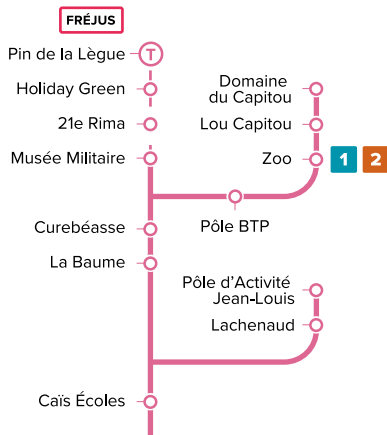 FRÉJUS
Pin de la Lègue
T
Holiday Green
21e Rima
Musée Militaire
Domaine
du Capitou
Lou Capitou
Zoo
1 2
Pôle BTP
Curebéasse
La Baume
Pôle d'Activité
Jean-Louis
Lachenaud
Caïs Écoles